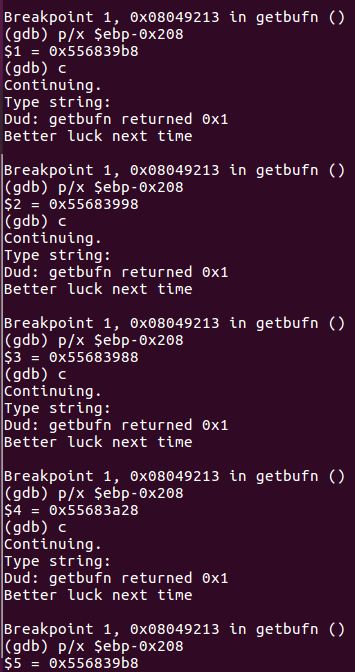 Breakpoint 1, 0x08049213 in getbufn ()
(gdb) p/x $ebp-0x208
$1 = 0x556839b8
(gdb) c
Continuing.
Type string:
Dud: getbufn returned 0x1
Better luck next time
Breakpoint 1, 0x08049213 in getbufn ()
(gdb) p/x $ebp-0x208
$2 = 0x55683998
(gdb) c
Continuing.
Type string:
Dud: getbufn returned 0x1
Better luck next time
Breakpoint 1, 0x08049213 in getbufn ()
(gdb) p/x $ebp-0x208
$3 = 0x55683988
(gdb) c
Continuing.
Type string:
Dud: getbufn returned 0x1
Better luck next time
Breakpoint 1, 0x08049213 in getbufn ()
(gdb) p/x $ebp-0x208
$4 = 0x55683a28
(gdb) c
Continuing.
Type string:
Dud: getbufn returned 0x1
Better luck next time
Breakpoint 1, 0x08049213 in getbufn ()
(gdb) p/x $ebp-0x208
$5 = 0x556839b8